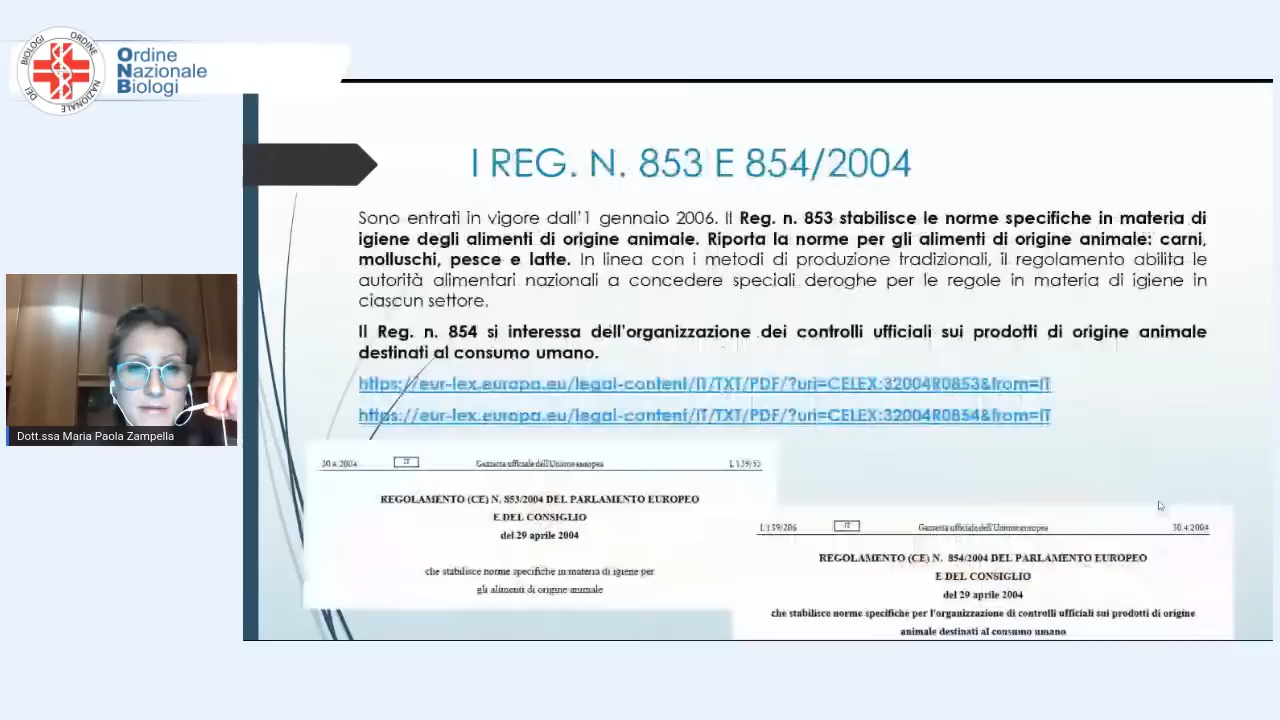 BIOLOGI ORDINE NAZIONALE DEI
Ordine
Nazionale
Biologi
I REG. N. 853 E 854/2004
Sono entrati in vigore dall'1 gennaio 2006. Il Reg. n. 853 stabilisce le norme specifiche in materia di
igiene degli alimenti di origine animale. Riporta la norme per gli alimenti di origine animale: carni,
molluschi, pesce e latte. In linea con i metodi di produzione tradizionali, il regolamento abilita le
autorità alimentari nazionali a concedere speciali deroghe per le regole in materia di igiene in
ciascun settore.
Il Reg. n. 854 si interessa dell'organizzazione dei controlli ufficiali sui prodotti di origine animale
destinati al consumo umano.
https://eur-lex.europa.eu/legal-content/IT/TXT/PDF/?uri=CELEX:32004R0853&from=IT
https://eur-lex.europa.eu/legal-content/IT/TXT/PDF/?uri=CELEX:32004R0854&from=IT
Dott.ssa Maria Paola Zampella
30.4.2004 IT Gazzetta ufficiale dell'Unione europea L 139/55
REGOLAMENTO (CE) N. 853/2004 DEL PARLAMENTO EUROPEO
E DEL CONSIGLIO
del 29 aprile 2004
che stabilisce norme specifiche in materia di igiene per
gli alimenti di origine animale
L 139/206 IT Gazzetta ufficiale dell'Unione europea 30.4.2004
REGOLAMENTO (CE) N. 854/2004 DEL PARLAMENTO EUROPEO
E DEL CONSIGLIO
del 29 aprile 2004
che stabilisce norme specifiche per l'organizzazione di controlli ufficiali sui prodotti di origine
animale destinati al consumo umano